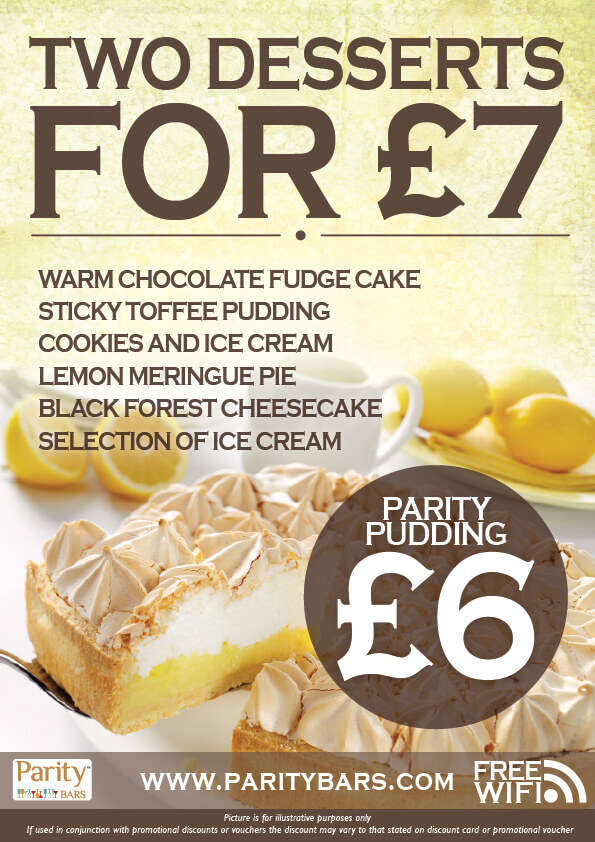 TWO DESSERTS
FOR £7
WARM CHOCOLATE FUDGE CAKE
STICKY TOFFEE PUDDING
COOKIES AND ICE CREAM
LEMON MERINGUE PIE
BLACK FOREST CHEESECAKE
SELECTION OF ICE CREAM
PARITY
PUDDING
£6
Parity™
BARS
WWW.PARITYBARS.COM
FREE
WIFI
Picture is for illustrative purposes only
If used in conjunction with promotional discounts or vouchers the discount may vary to that stated on discount card or promotional voucher